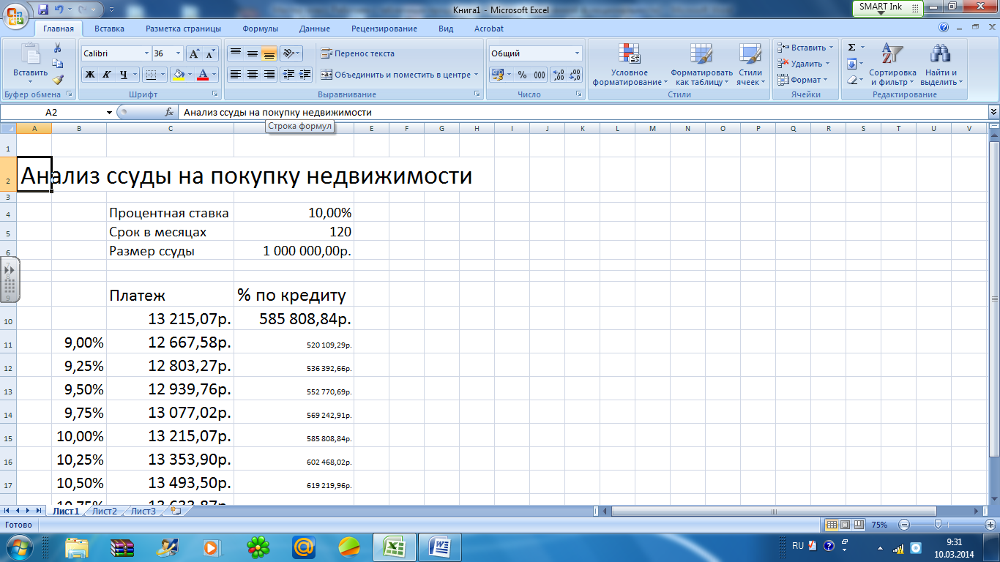 Книга1 - Microsoft Excel
SMART Ink
Главная Вставка Разметка страницы Формулы Данные Рецензирование Вид Acrobat
Вставить
Буфер обмена
Calibri 36
Ж К Ч
Шрифт
Перенос текста
Объединить и поместить в центре
Выравнивание
Общий
% 000
Число
Условное форматирование
Форматировать как таблицу
Стили ячеек
Стили
Вставить
Удалить
Формат
Ячейки
Σ
Сортировка и фильтр
Найти и выделить
Редактирование
A2 fx Анализ ссуды на покупку недвижимости
Строка формул
A B C E F G H I J K L M N O P Q R S T U V
1
2 Анализ ссуды на покупку недвижимости
3
4 Процентная ставка 10,00%
5 Срок в месяцах 120
6 Размер ссуды 1 000 000,00р.
Платеж % по кредиту
10 13 215,07р. 585 808,84р.
11 9,00% 12 667,58р. 520 109,29р.
12 9,25% 12 803,27р. 536 392,66р.
13 9,50% 12 939,76р. 552 770,69р.
14 9,75% 13 077,02р. 569 242,91р.
15 10,00% 13 215,07р. 585 808,84р.
16 10,25% 13 353,90р. 602 468,02р.
17 10,50% 13 493,50р. 619 219,96р.
10,75% 13 633,87р.
Лист1 Лист2 Лист3
Готово 75%
RU 9:31
10.03.2014